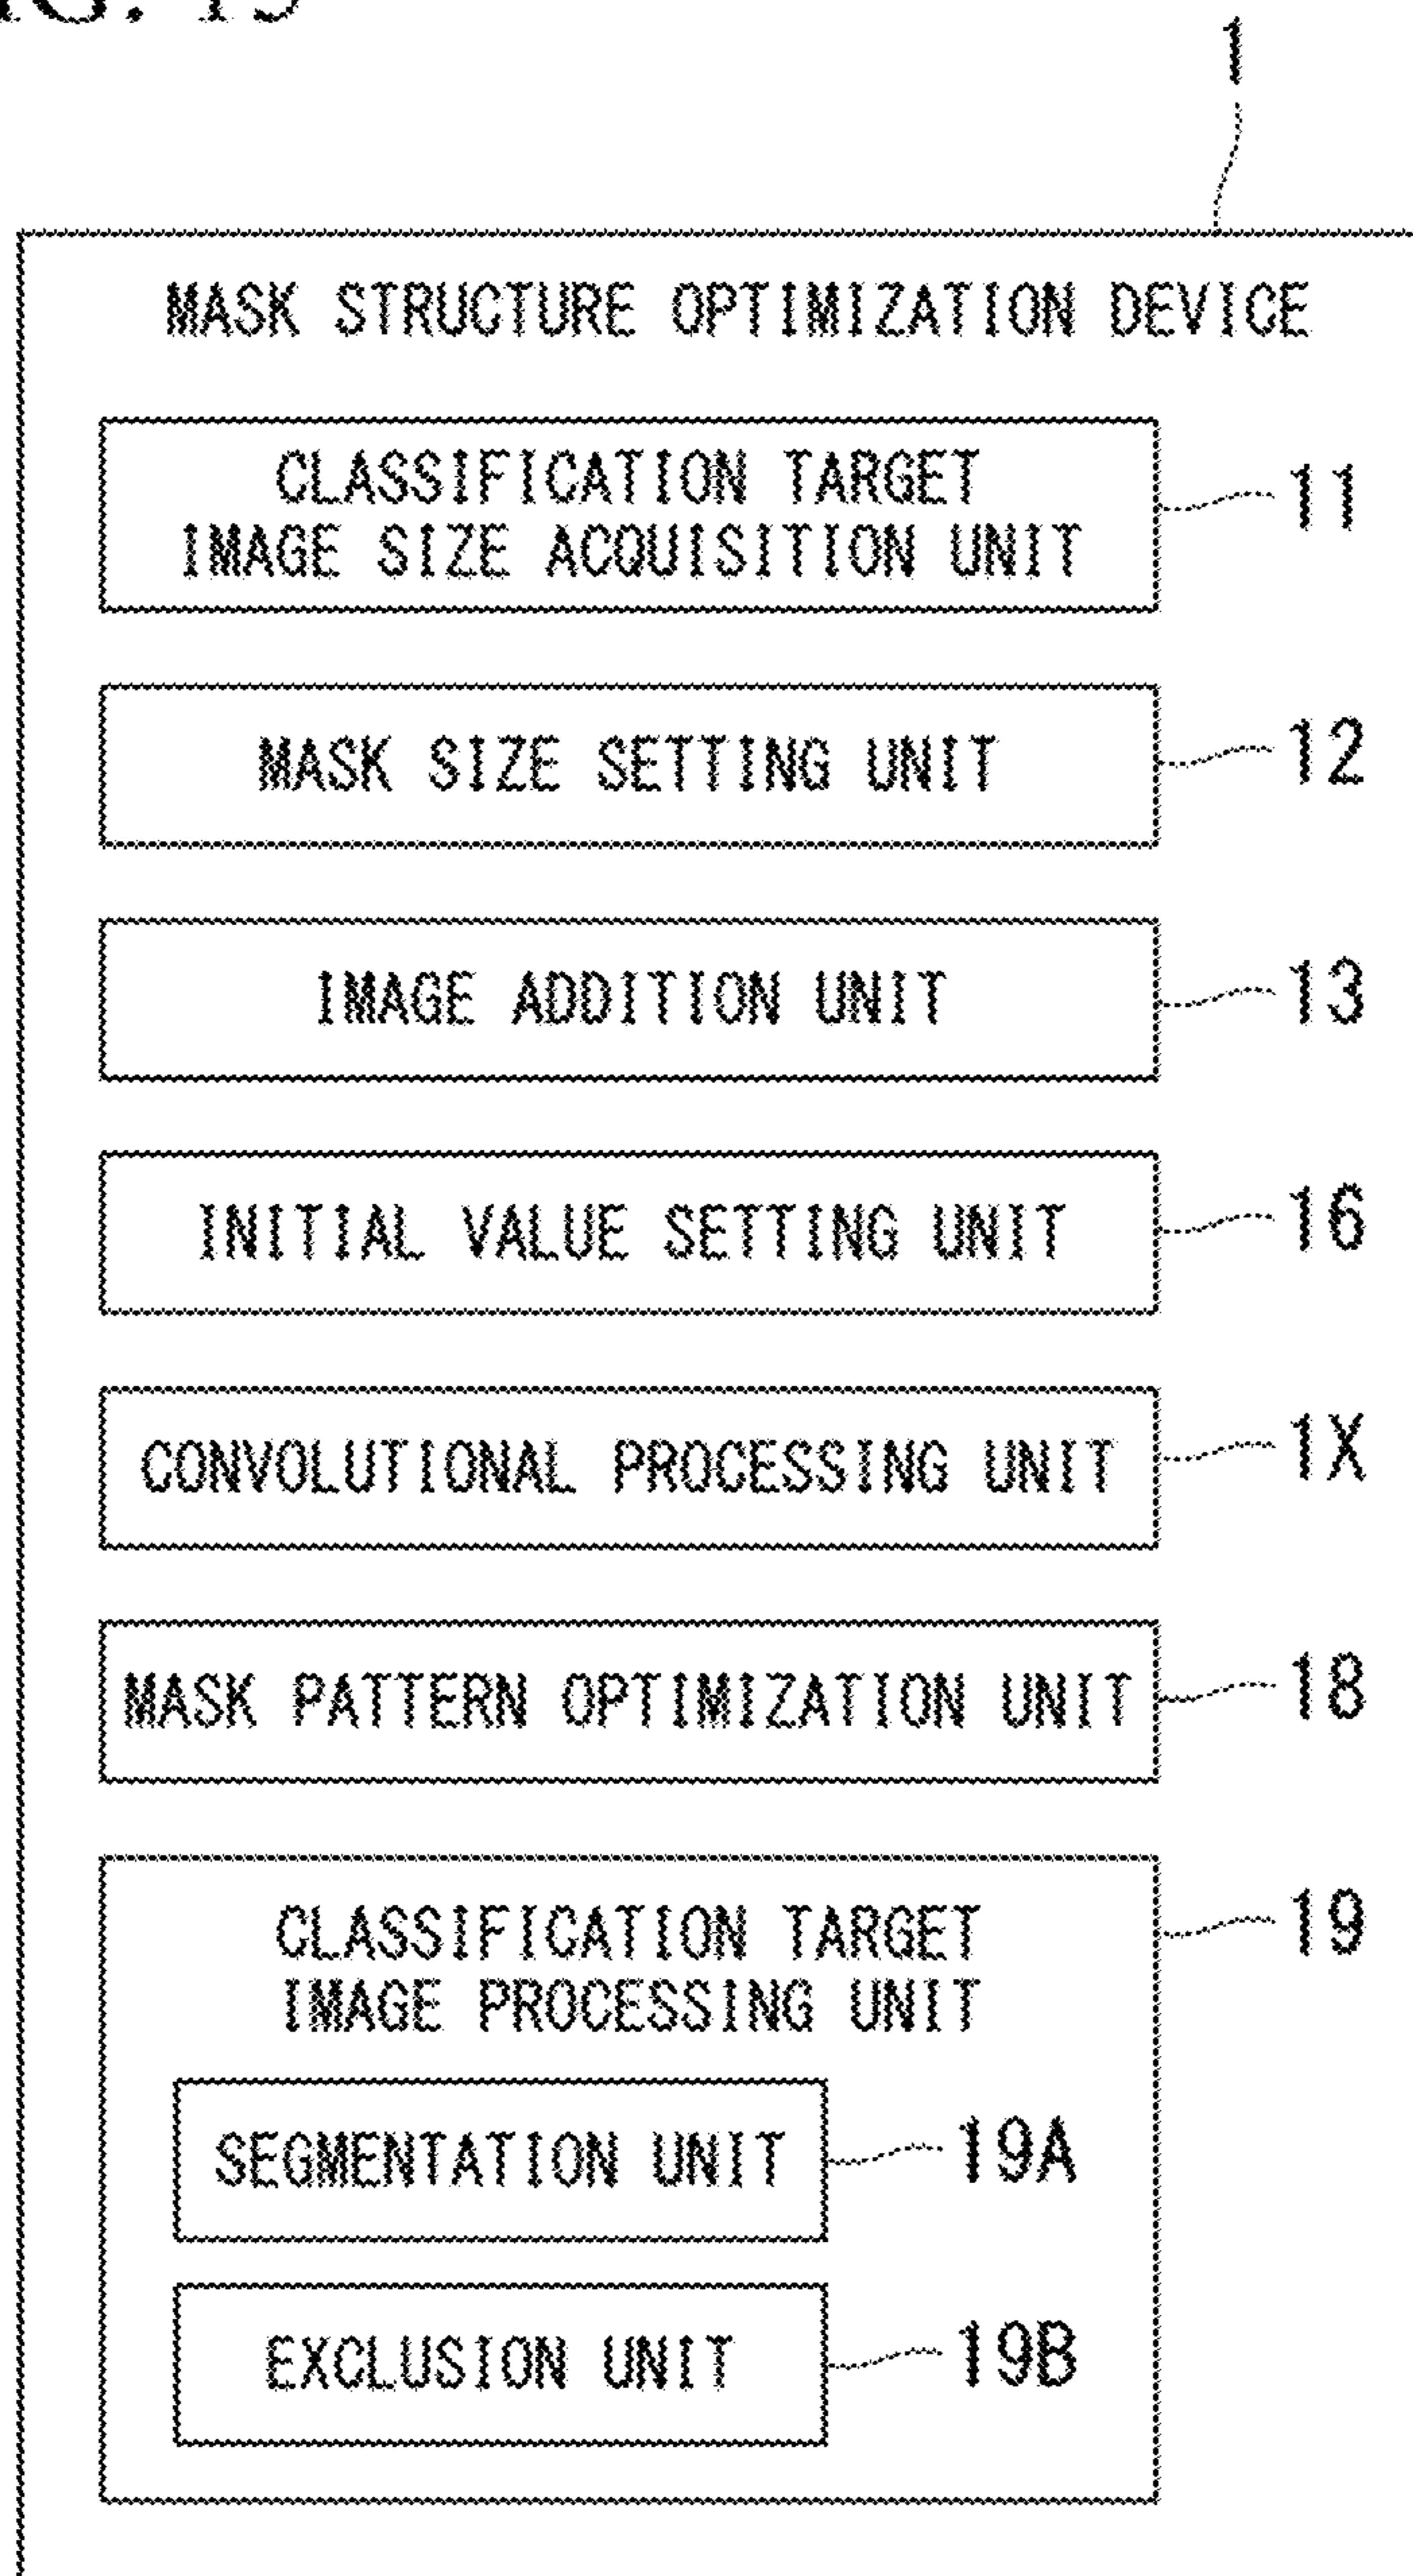 1
MASK STRUCTURE OPTIMIZATION DEVICE
CLASSIFICATION TARGET
IMAGE SIZE ACQUISITION UNIT
11
MASK SIZE SETTING UNIT
12
IMAGE ADDITION UNIT
13
INITIAL VALUE SETTING UNIT
16
CONVOLUTIONAL PROCESSING UNIT
1X
MASK PATTERN OPTIMIZATION UNIT
18
CLASSIFICATION TARGET
IMAGE PROCESSING UNIT
19
SEGMENTATION UNIT
19A
EXCLUSION UNIT
19B